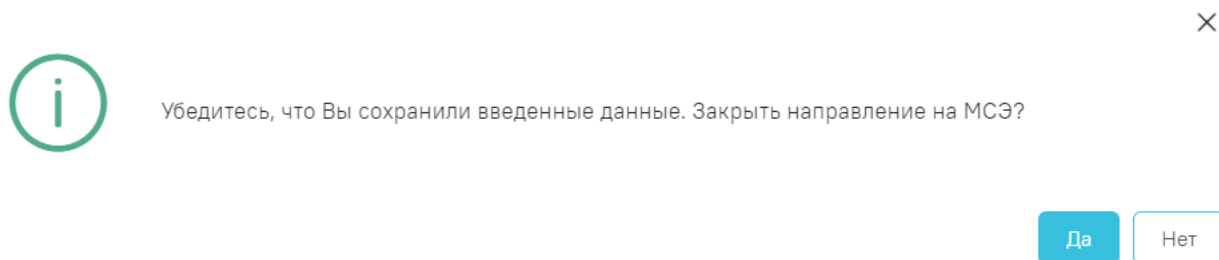 Убедитесь, что Вы сохранили введенные данные. Закрыть направление на МСЭ?
Да
Нет